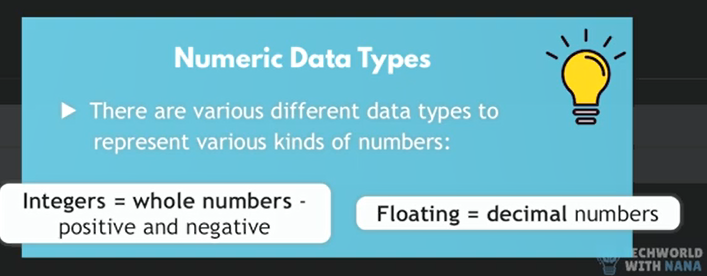 Numeric Data Types
► There are various different data types to
represent various kinds of numbers:
Integers = whole numbers -
positive and negative
Floating = decimal numbers
ECHWORLD
WITH NANA